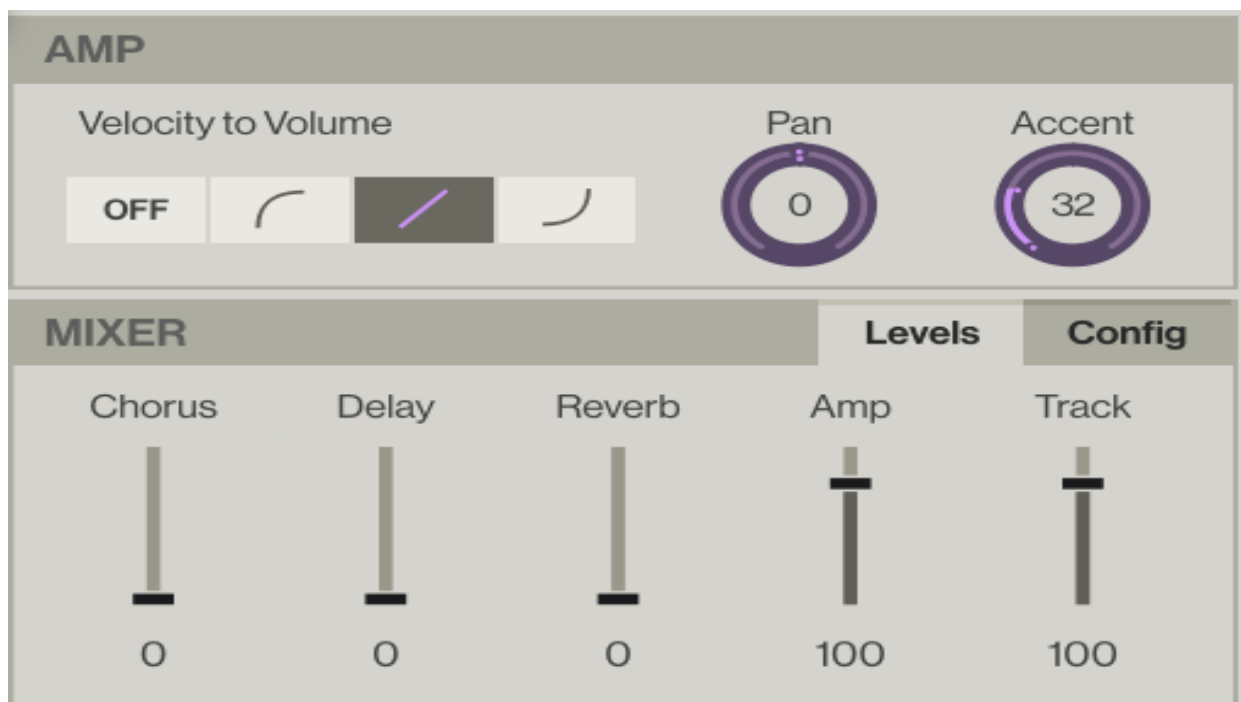 AMP
Velocity to Volume
Pan
Accent
OFF
0
32
MIXER
Levels
Config
Chorus
Delay
Reverb
Amp
Track
0
0
0
100
100